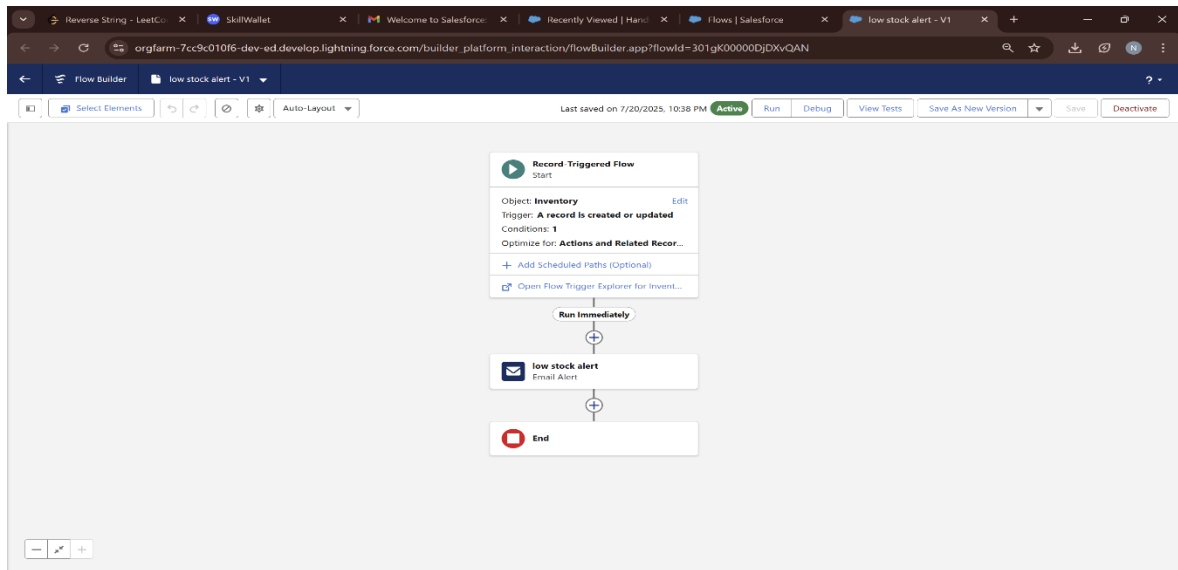 Reverse String - LeetCo
SkillWallet
Welcome to Salesforce:
Recently Viewed | Hand
Flows | Salesforce
low stock alert - V1
orgfarm-7cc9c010f6-dev-ed.develop.lightning.force.com/builder_platform_interaction/flowBuilder.app?flowId=301gK00000DjDXvQAN
N
Flow Builder
low stock alert - V1
?
Select Elements
Auto-Layout
Last saved on 7/20/2025, 10:38 PM
Active
Run
Debug
View Tests
Save As New Version
Save
Deactivate
Record-Triggered Flow
Start
Object: Inventory
Edit
Trigger: A record is created or updated
Conditions: 1
Optimize for: Actions and Related Recor...
+ Add Scheduled Paths (Optional)
Open Flow Trigger Explorer for Invent...
Run Immediately
low stock alert
Email Alert
End